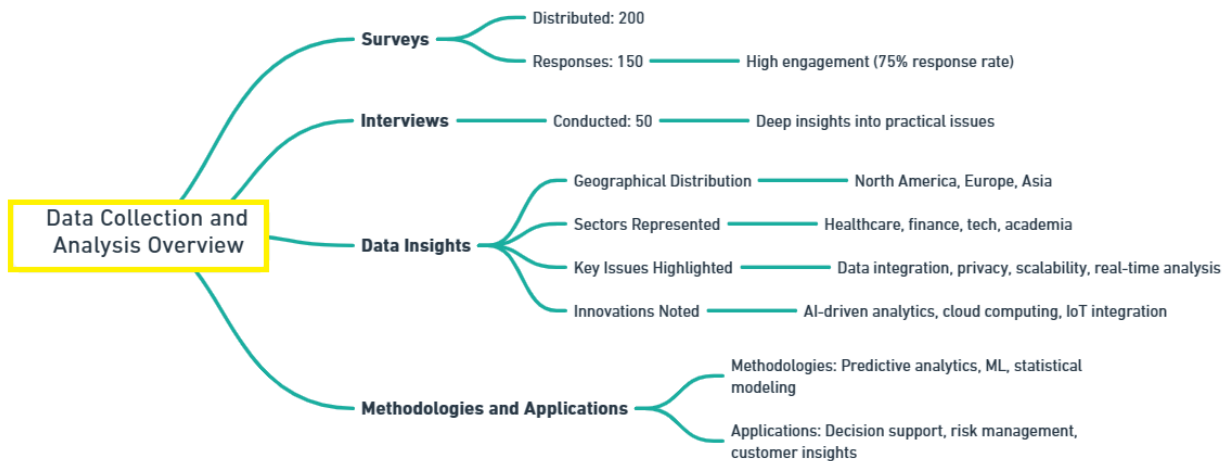 Data Collection and
Analysis Overview
Surveys
Distributed: 200
Responses: 150
High engagement (75% response rate)
Interviews
Conducted: 50
Deep insights into practical issues
Data Insights
Geographical Distribution
North America, Europe, Asia
Sectors Represented
Healthcare, finance, tech, academia
Key Issues Highlighted
Data integration, privacy, scalability, real-time analysis
Innovations Noted
AI-driven analytics, cloud computing, IoT integration
Methodologies and Applications
Methodologies: Predictive analytics, ML, statistical
modeling
Applications: Decision support, risk management,
customer insights